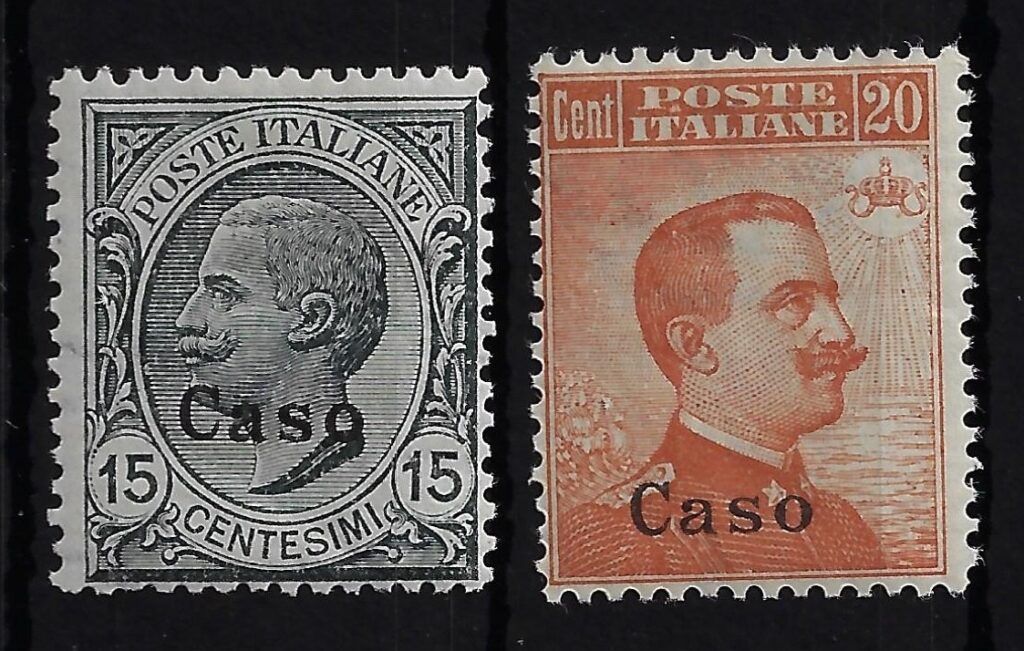 POSTE ITALIANE
Caso
15 15
CENTESIMI
Cent POSTE ITALIANE 20
Caso